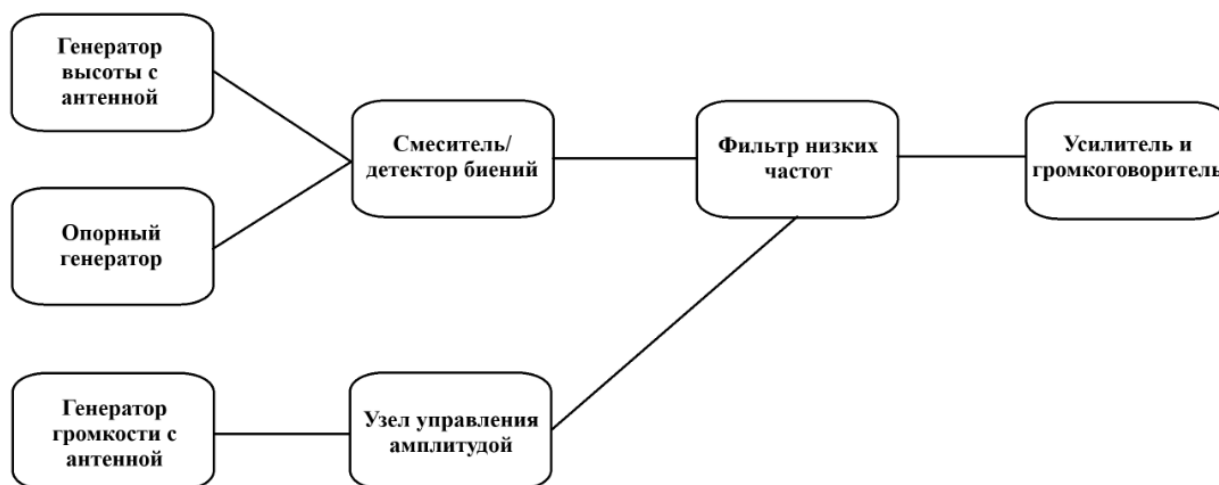 Генератор
высоты с
антенной
Опорный
генератор
Смеситель/
детектор биений
Фильтр низких
частот
Усилитель и
громкоговоритель
Генератор
громкости с
антенной
Узел управления
амплитудой